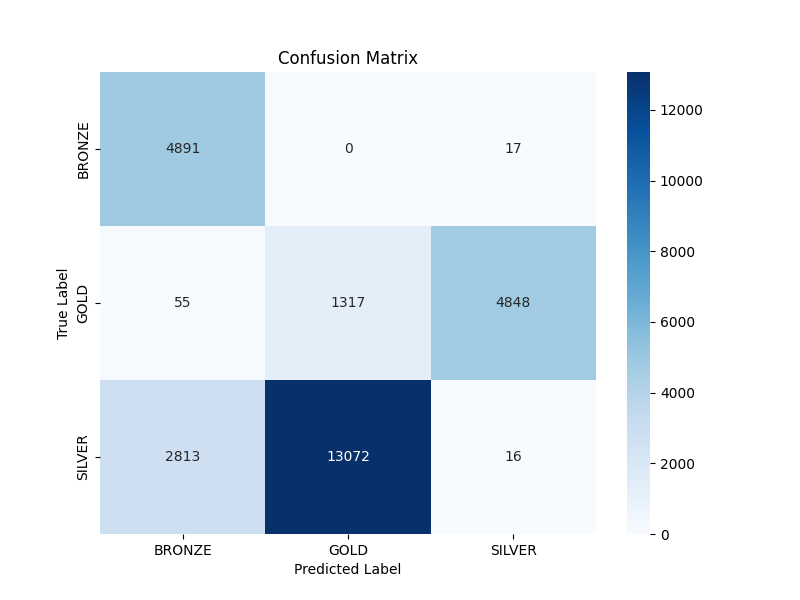 Confusion Matrix
True Label
BRONZE 4891 0 17
GOLD 55 1317 4848
SILVER 2813 13072 16
BRONZE GOLD SILVER
Predicted Label
12000
10000
8000
6000
4000
2000
0